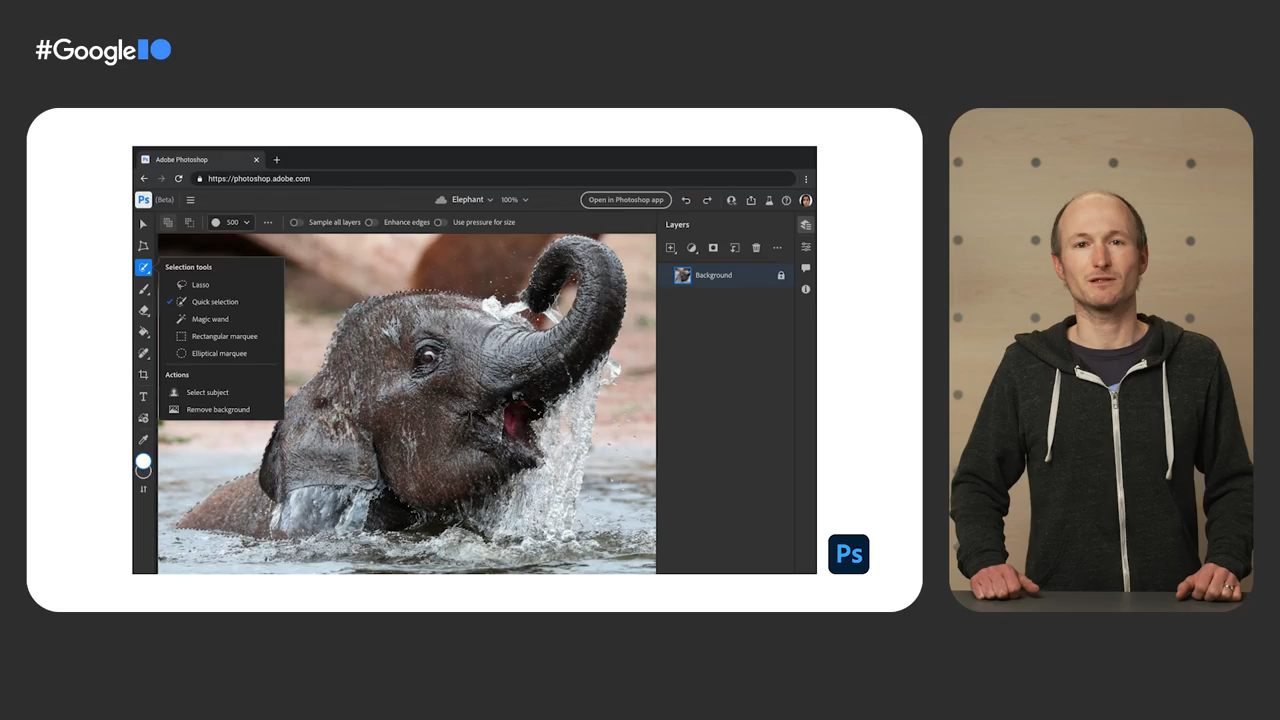 #GoogleIO
Adobe Photoshop
https://photoshop.adobe.com
Ps (Beta) Elephant 100% Open in Photoshop app
500 Sample all layers Enhance edges Use pressure for size
Layers
Background
Selection tools
Lasso
Quick selection
Magic wand
Rectangular marquee
Elliptical marquee
Actions
Select subject
Remove background
Ps